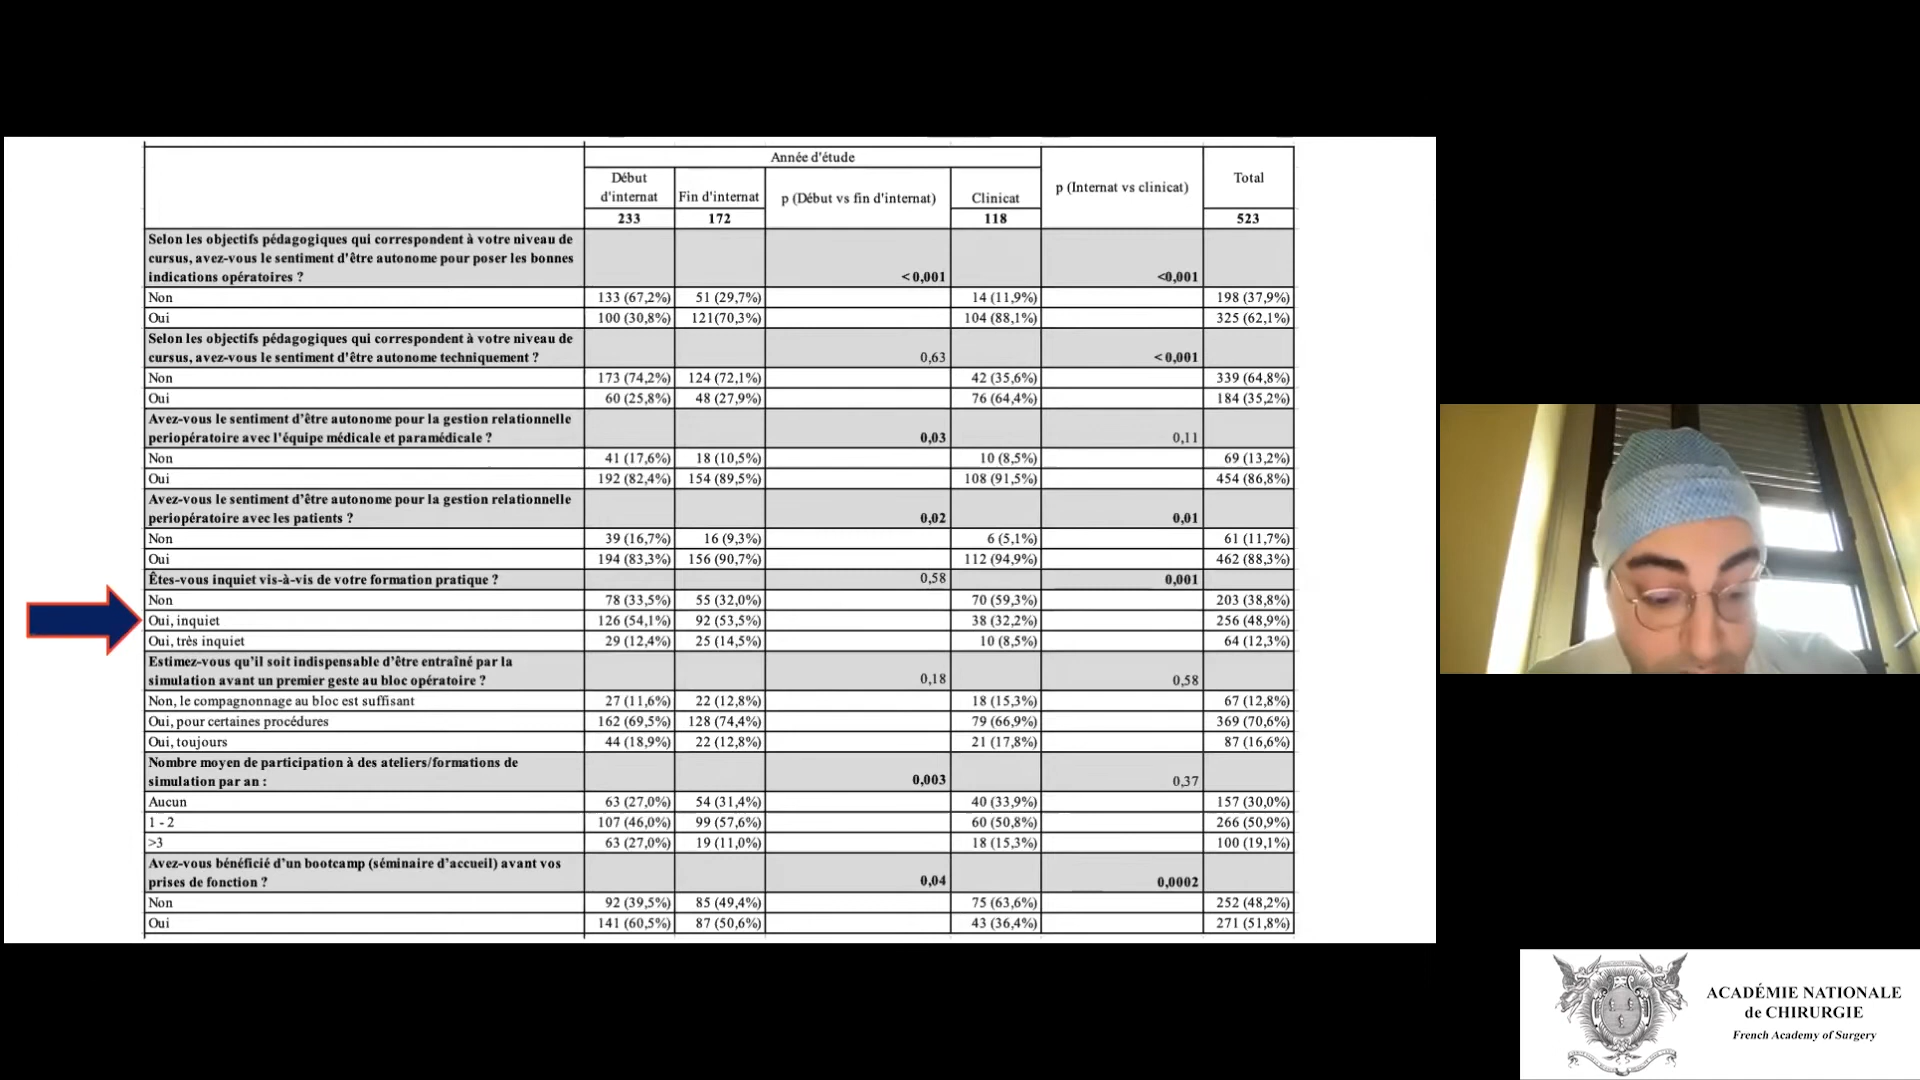 Année d'étude
Début d'internat
Fin d'internat
p (Début vs fin d'internat)
Clinicat
p (Internat vs clinicat)
Total
233 172 118 523
Selon les objectifs pédagogiques qui correspondent à votre niveau de
cursus, avez-vous le sentiment d'être autonome pour poser les bonnes
indications opératoires ? < 0,001 <0,001
Non 133 (67,2%) 51 (29,7%) 14 (11,9%) 198 (37,9%)
Oui 100 (30,8%) 121(70,3%) 104 (88,1%) 325 (62,1%)
Selon les objectifs pédagogiques qui correspondent à votre niveau de
cursus, avez-vous le sentiment d'être autonome techniquement ? 0,63 < 0,001
Non 173 (74,2%) 124 (72,1%) 42 (35,6%) 339 (64,8%)
Oui 60 (25,8%) 48 (27,9%) 76 (64,4%) 184 (35,2%)
Avez-vous le sentiment d'être autonome pour la gestion relationnelle
periopératoire avec l'équipe médicale et paramédicale ? 0,03 0,11
Non 41 (17,6%) 18 (10,5%) 10 (8,5%) 69 (13,2%)
Oui 192 (82,4%) 154 (89,5%) 108 (91,5%) 454 (86,8%)
Avez-vous le sentiment d'être autonome pour la gestion relationnelle
periopératoire avec les patients ? 0,02 0,01
Non 39 (16,7%) 16 (9,3%) 6 (5,1%) 61 (11,7%)
Oui 194 (83,3%) 156 (90,7%) 112 (94,9%) 462 (88,3%)
Êtes-vous inquiet vis-à-vis de votre formation pratique ? 0,58 0,001
Non 78 (33,5%) 55 (32,0%) 70 (59,3%) 203 (38,8%)
Oui, inquiet 126 (54,1%) 92 (53,5%) 38 (32,2%) 256 (48,9%)
Oui, très inquiet 29 (12,4%) 25 (14,5%) 10 (8,5%) 64 (12,3%)
Estimez-vous qu'il soit indispensable d'être entraîné par la
simulation avant un premier geste au bloc opératoire ? 0,18 0,58
Non, le compagnonnage au bloc est suffisant 27 (11,6%) 22 (12,8%) 18 (15,3%) 67 (12,8%)
Oui, pour certaines procédures 162 (69,5%) 128 (74,4%) 79 (66,9%) 369 (70,6%)
Oui, toujours 44 (18,9%) 22 (12,8%) 21 (17,8%) 87 (16,6%)
Nombre moyen de participation à des ateliers/formations de
simulation par an : 0,003 0,37
Aucun 63 (27,0%) 54 (31,4%) 40 (33,9%) 157 (30,0%)
1 - 2 107 (46,0%) 99 (57,6%) 60 (50,8%) 266 (50,9%)
>3 63 (27,0%) 19 (11,0%) 18 (15,3%) 100 (19,1%)
Avez-vous bénéficié d'un bootcamp (séminaire d'accueil) avant vos
prises de fonction ? 0,04 0,0002
Non 92 (39,5%) 85 (49,4%) 75 (63,6%) 252 (48,2%)
Oui 141 (60,5%) 87 (50,6%) 43 (36,4%) 271 (51,8%)
ACADÉMIE NATIONALE
de CHIRURGIE
French Academy of Surgery